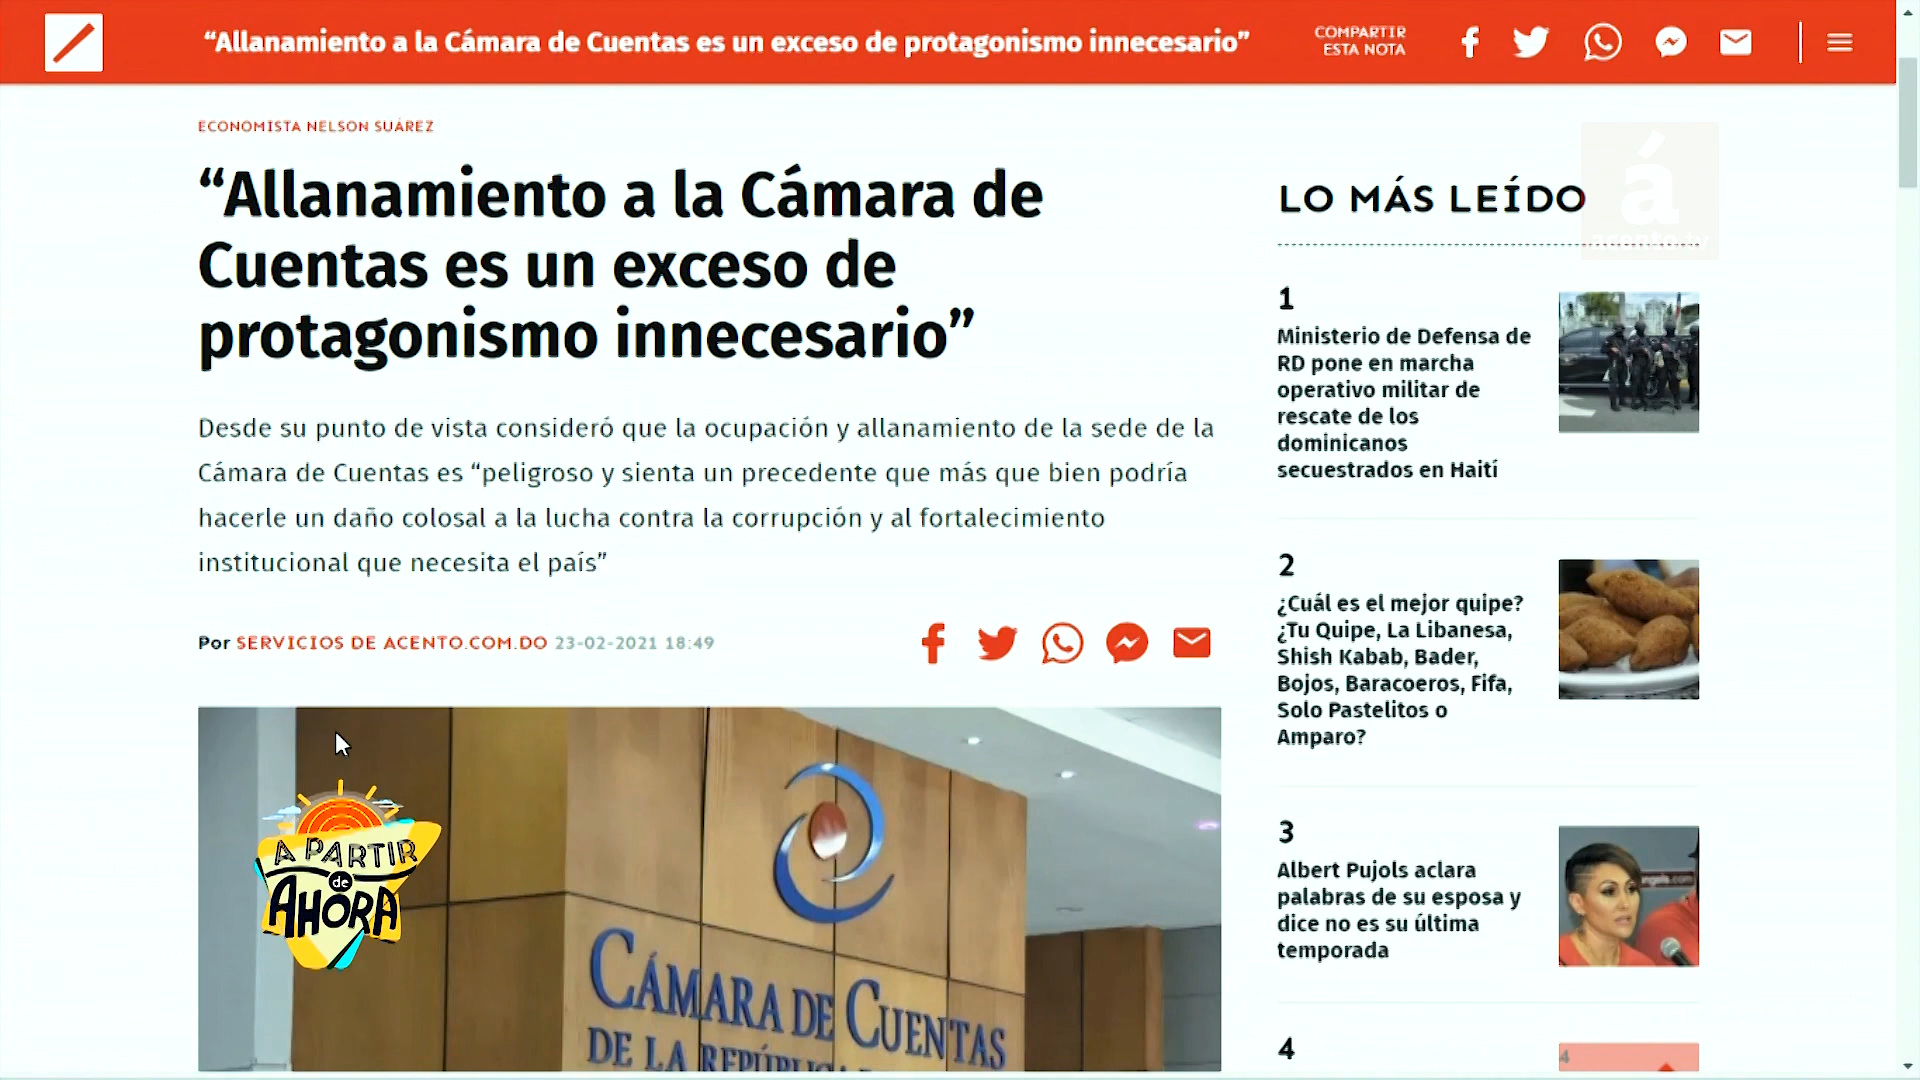 “Allanamiento a la Cámara de Cuentas es un exceso de protagonismo innecesario”
COMPARTIR
ESTA NOTA
ECONOMISTA NELSON SUÁREZ
“Allanamiento a la Cámara de
Cuentas es un exceso de
protagonismo innecesario”
Desde su punto de vista consideró que la ocupación y allanamiento de la sede de la
Cámara de Cuentas es “peligroso y sienta un precedente que más que bien podría
hacerle un daño colosal a la lucha contra la corrupción y al fortalecimiento
institucional que necesita el país”
Por SERVICIOS DE ACENTO.COM.DO 23-02-2021 18:49
A PARTIR
de
AHORA
CÁMARA DE CUENTAS
DE LA
á
acento.tv
LO MÁS LEÍDO
1
Ministerio de Defensa de
RD pone en marcha
operativo militar de
rescate de los
dominicanos
secuestrados en Haití
2
¿Cuál es el mejor quipe?
¿Tu Quipe, La Libanesa,
Shish Kabab, Bader,
Bojos, Baracoeros, Fifa,
Solo Pastelitos o
Amparo?
3
Albert Pujols aclara
palabras de su esposa y
dice no es su última
temporada
4
4